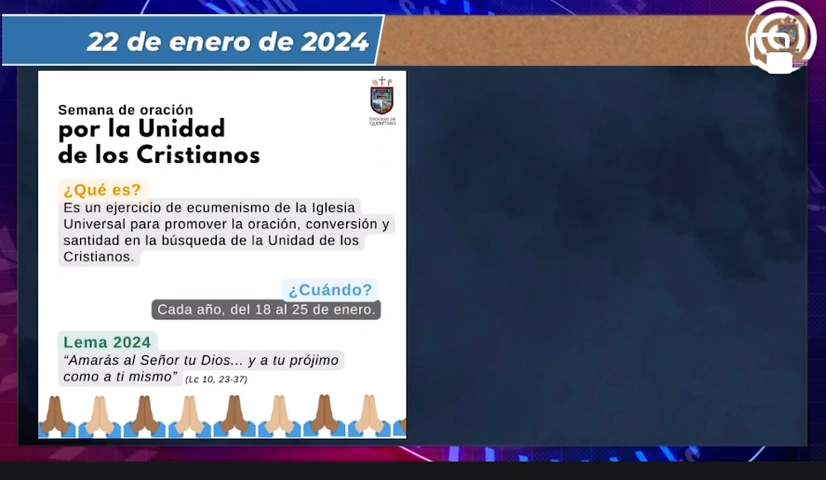 22 de enero de 2024
Semana de oración
por la Unidad
de los Cristianos
DIÓCESIS DE
QUERÉTARO
¿Qué es?
Es un ejercicio de ecumenismo de la Iglesia
Universal para promover la oración, conversión y
santidad en la búsqueda de la Unidad de los
Cristianos.
¿Cuándo?
Cada año, del 18 al 25 de enero.
Lema 2024
“Amarás al Señor tu Dios... y a tu prójimo
como a ti mismo” (Lc 10, 23-37)